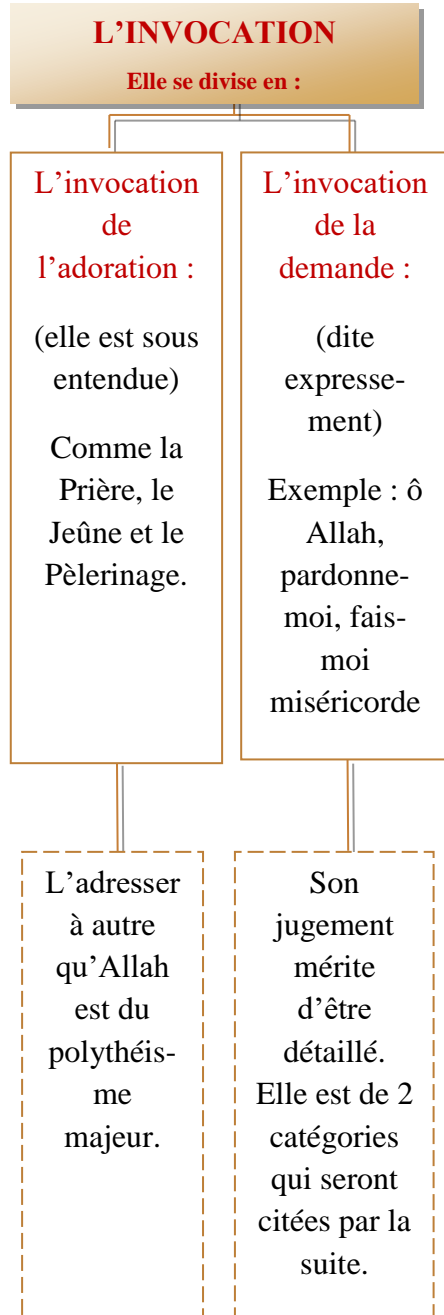 L’INVOCATION
Elle se divise en :
L’invocation
de
l’adoration :
(elle est sous
entendue)
Comme la
Prière, le
Jeûne et le
Pèlerinage.
L’invocation
de la
demande :
(dite
expresse-
ment)
Exemple : ô
Allah,
pardonne-
moi, fais-
moi
miséricorde
L’adresser
à autre
qu’Allah
est du
polythéis-
me
majeur.
Son
jugement
mérite
d’être
détaillé.
Elle est de 2
catégories
qui seront
citées par la
suite.